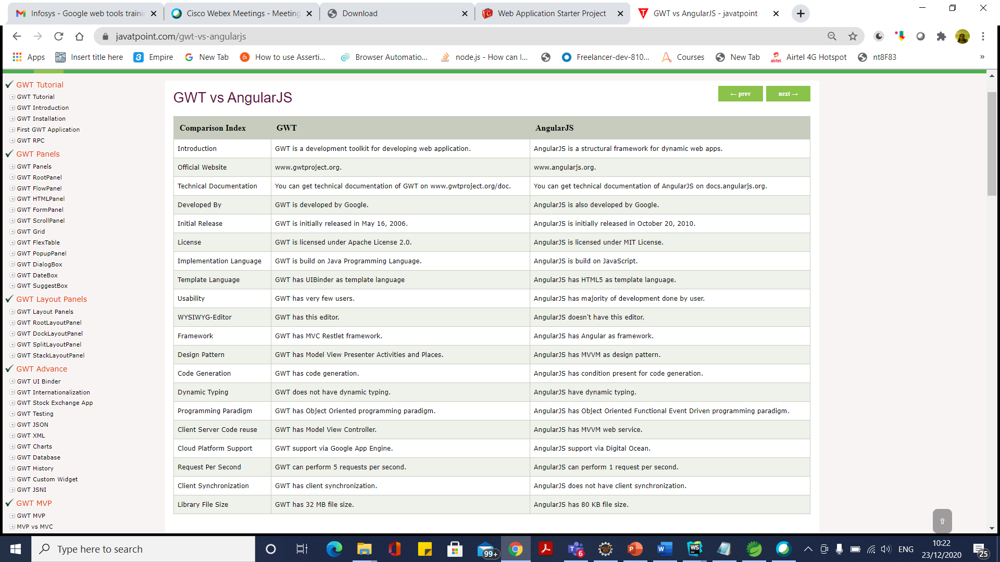 Infosys - Google web tools trainin
Cisco Webex Meetings - Meeting
Download
Web Application Starter Project
GWT vs AngularJS - javatpoint
javatpoint.com/gwt-vs-angularjs
Apps
Insert title here
Empire
New Tab
How to use Asserti...
Browser Automatio...
node.js - How can I...
Freelancer-dev-810...
Courses
New Tab
airtel
Airtel 4G Hotspot
nt8F83
»
GWT Tutorial
GWT Tutorial
GWT Introduction
GWT Installation
First GWT Application
GWT RPC
GWT Panels
GWT Panels
GWT RootPanel
GWT FlowPanel
GWT HTMLPanel
GWT FormPanel
GWT ScrollPanel
GWT Grid
GWT FlexTable
GWT PopupPanel
GWT DialogBox
GWT DateBox
GWT SuggestBox
GWT Layout Panels
GWT Layout Panels
GWT RootLayoutPanel
GWT DockLayoutPanel
GWT SplitLayoutPanel
GWT StackLayoutPanel
GWT Advance
GWT UI Binder
GWT Internationalization
GWT Stock Exchange App
GWT Testing
GWT JSON
GWT XML
GWT Charts
GWT Database
GWT History
GWT Custom Widget
GWT JSNI
GWT MVP
GWT MVP
MVP vs MVC
GWT vs AngularJS
← prev
next →
Comparison Index GWT AngularJS
Introduction GWT is a development toolkit for developing web application. AngularJS is a structural framework for dynamic web apps.
Official Website www.gwtproject.org. www.angularjs.org.
Technical Documentation You can get technical documentation of GWT on www.gwtproject.org/doc. You can get technical documentation of AngularJS on docs.angularjs.org.
Developed By GWT is developed by Google. AngularJS is also developed by Google.
Initial Release GWT is initially released in May 16, 2006. AngularJS is initially released in October 20, 2010.
License GWT is licensed under Apache License 2.0. AngularJS is licensed under MIT License.
Implementation Language GWT is build on Java Programming Language. AngularJS is build on JavaScript.
Template Language GWT has UIBinder as template language AngularJS has HTML5 as template language.
Usability GWT has very few users. AngularJS has majority of development done by user.
WYSIWYG-Editor GWT has this editor. AngularJS doesn't have this editor.
Framework GWT has MVC Restlet framework. AngularJS has Angular as framework.
Design Pattern GWT has Model View Presenter Activities and Places. AngularJS has MVVM as design pattern.
Code Generation GWT has code generation. AngularJS has condition present for code generation.
Dynamic Typing GWT does not have dynamic typing. AngularJS have dynamic typing.
Programming Paradigm GWT has Object Oriented programming paradigm. AngularJS has Object Oriented Functional Event Driven programming paradigm.
Client Server Code reuse GWT has Model View Controller. AngularJS has MVVM web service.
Cloud Platform Support GWT support via Google App Engine. AngularJS support via Digital Ocean.
Request Per Second GWT can perform 5 requests per second. AngularJS can perform 1 request per second.
Client Synchronization GWT has client synchronization. AngularJS does not have client synchronization.
Library File Size GWT has 32 MB file size. AngularJS has 80 KB file size.
Type here to search
99+
6
ENG
10:22
23/12/2020
25